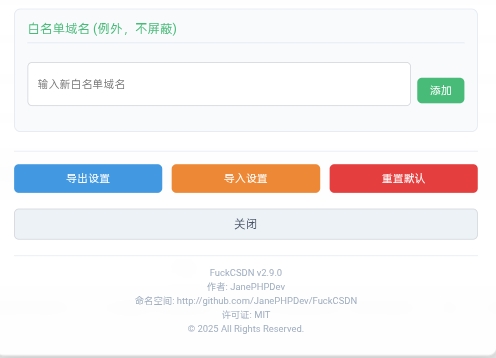 白名单域名 (例外，不屏蔽)
输入新白名单域名
添加
导出设置
导入设置
重置默认
关闭
FuckCSDN v2.9.0
作者: JanePHPDev
命名空间: http://github.com/JanePHPDev/FuckCSDN
许可证: MIT
© 2025 All Rights Reserved.